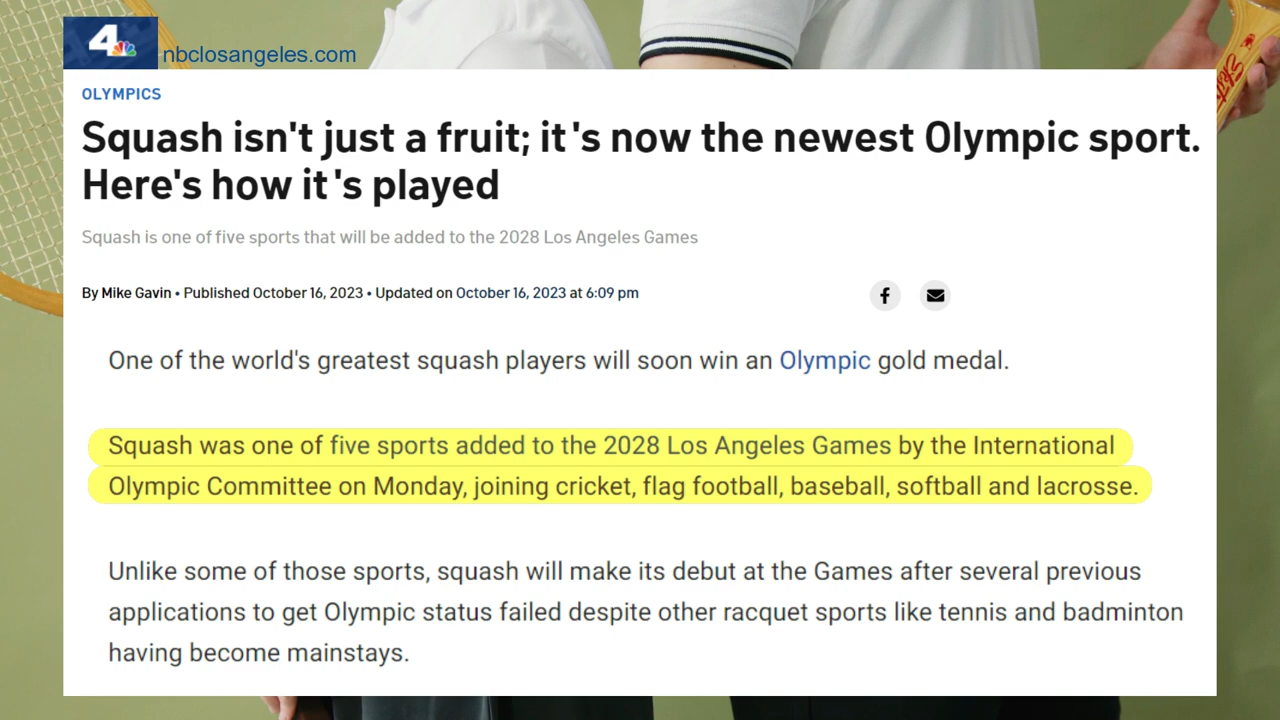 4
nbclosangeles.com
OLYMPICS
Squash isn't just a fruit; it's now the newest Olympic sport.
Here's how it's played
Squash is one of five sports that will be added to the 2028 Los Angeles Games
By Mike Gavin • Published October 16, 2023 • Updated on October 16, 2023 at 6:09 pm
f
One of the world's greatest squash players will soon win an Olympic gold medal.
Squash was one of five sports added to the 2028 Los Angeles Games by the International
Olympic Committee on Monday, joining cricket, flag football, baseball, softball and lacrosse.
Unlike some of those sports, squash will make its debut at the Games after several previous
applications to get Olympic status failed despite other racquet sports like tennis and badminton
having become mainstays.